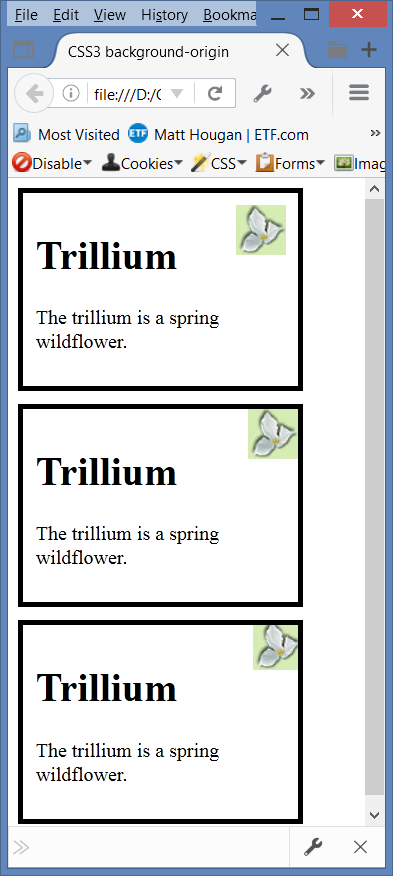 File Edit View History Bookma
CSS3 background-origin
file:///D:/
Most Visited ETF Matt Hougan | ETF.com
Disable Cookies CSS Forms Imag
Trillium
The trillium is a spring
wildflower.
Trillium
The trillium is a spring
wildflower.
Trillium
The trillium is a spring
wildflower.